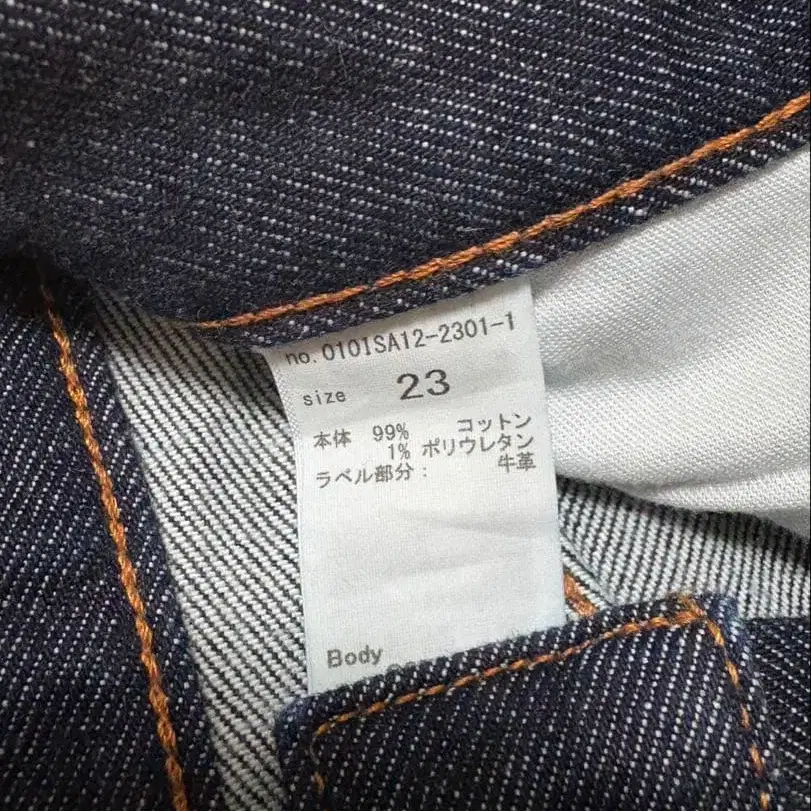 no.010ISA12-2301-1
size 23
本体 99% コットン
1% ポリウレタン
ラベル部分: 牛革
Body